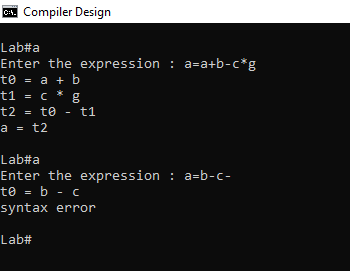 Compiler Design
Lab#a
Enter the expression : a=a+b-c*g
t0 = a + b
t1 = c * g
t2 = t0 - t1
a = t2
Lab#a
Enter the expression : a=b-c-
t0 = b - c
syntax error
Lab#